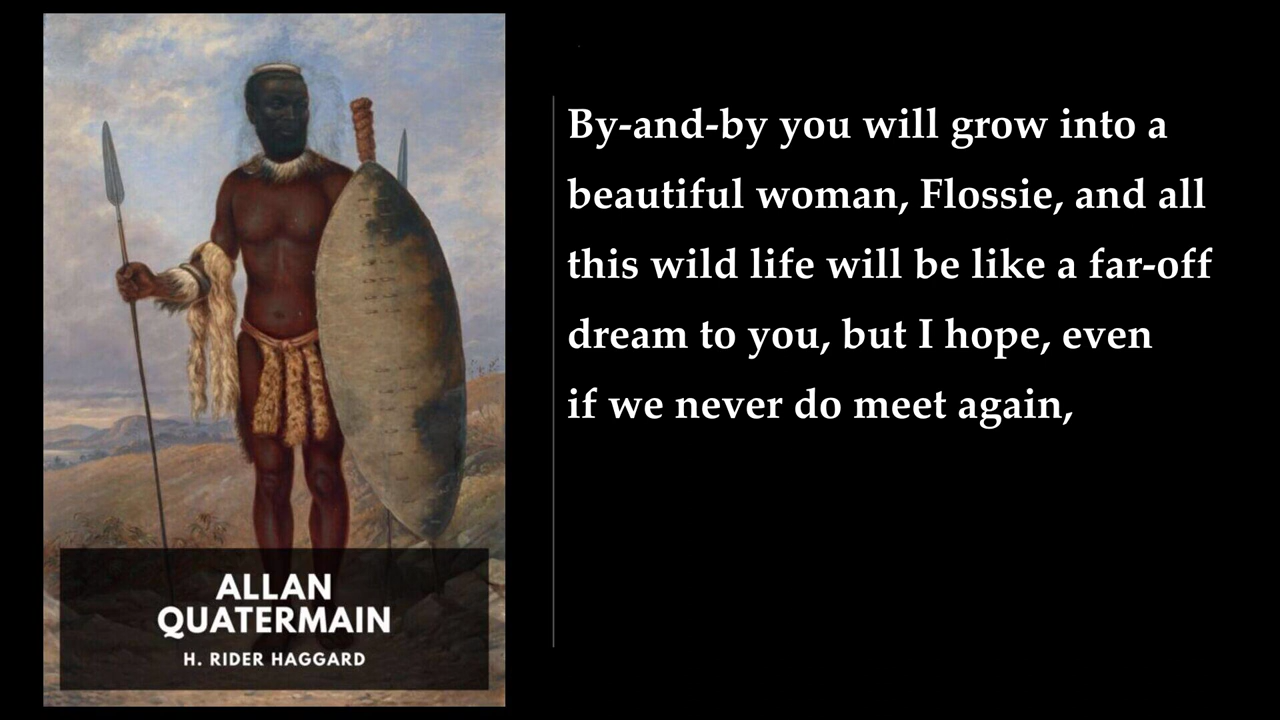 ALLAN
QUATERMAIN
H. RIDER HAGGARD
By-and-by you will grow into a
beautiful woman, Flossie, and all
this wild life will be like a far-off
dream to you, but I hope, even
if we never do meet again,